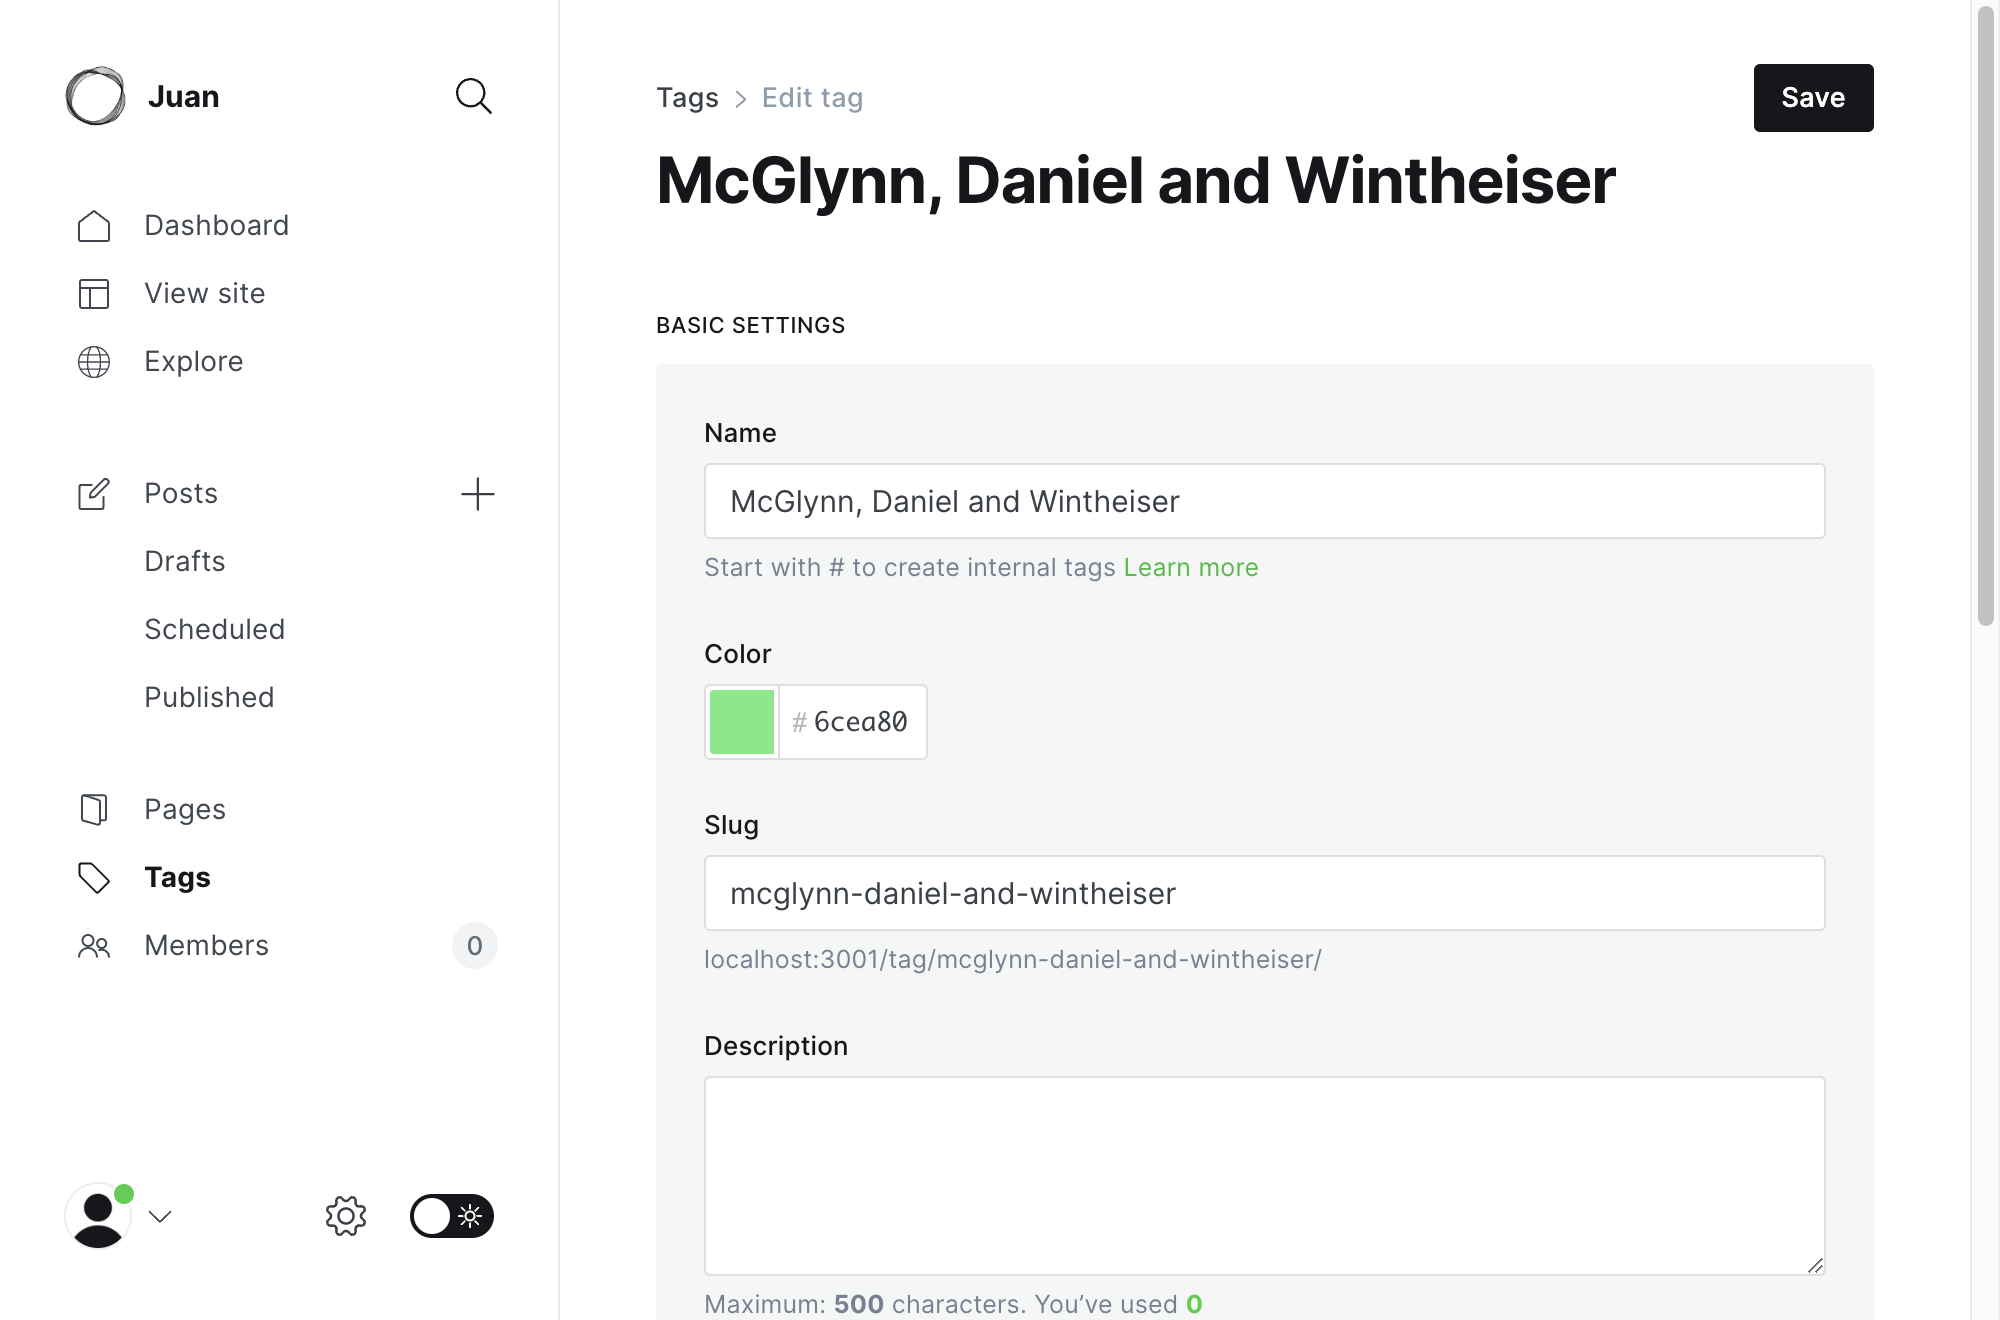 Juan
Dashboard
View site
Explore
Posts
Drafts
Scheduled
Published
Pages
Tags
Members 0
Tags > Edit tag
Save
McGlynn, Daniel and Wintheiser
BASIC SETTINGS
Name
McGlynn, Daniel and Wintheiser
Start with # to create internal tags Learn more
Color
# 6cea80
Slug
mcglynn-daniel-and-wintheiser
localhost:3001/tag/mcglynn-daniel-and-wintheiser/
Description
Maximum: 500 characters. You’ve used 0